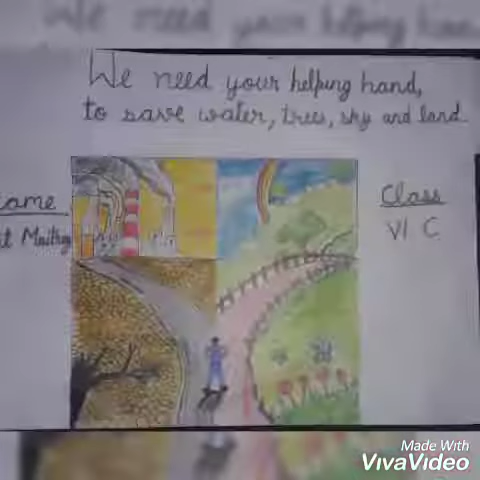 We need your helping hand,
to save water, trees, sky and land.
Class
VI C
Made With
VivaVideo